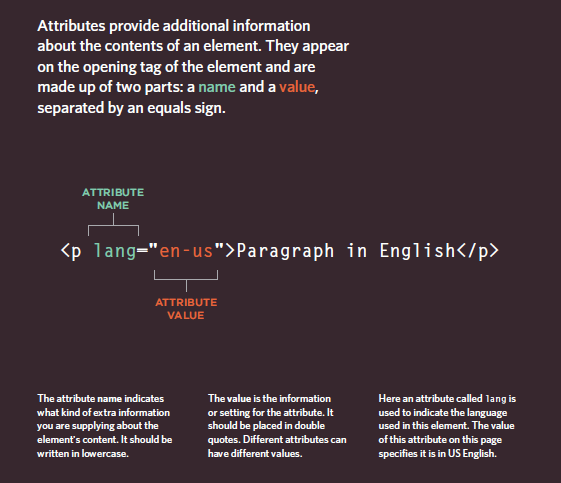 Attributes provide additional information
about the contents of an element. They appear
on the opening tag of the element and are
made up of two parts: a name and a value,
separated by an equals sign.
ATTRIBUTE
NAME
<p lang="en-us">Paragraph in English</p>
ATTRIBUTE
VALUE
The attribute name indicates
what kind of extra information
you are supplying about the
element's content. It should be
written in lowercase.
The value is the information
or setting for the attribute. It
should be placed in double
quotes. Different attributes can
have different values.
Here an attribute called lang is
used to indicate the language
used in this element. The value
of this attribute on this page
specifies it is in US English.